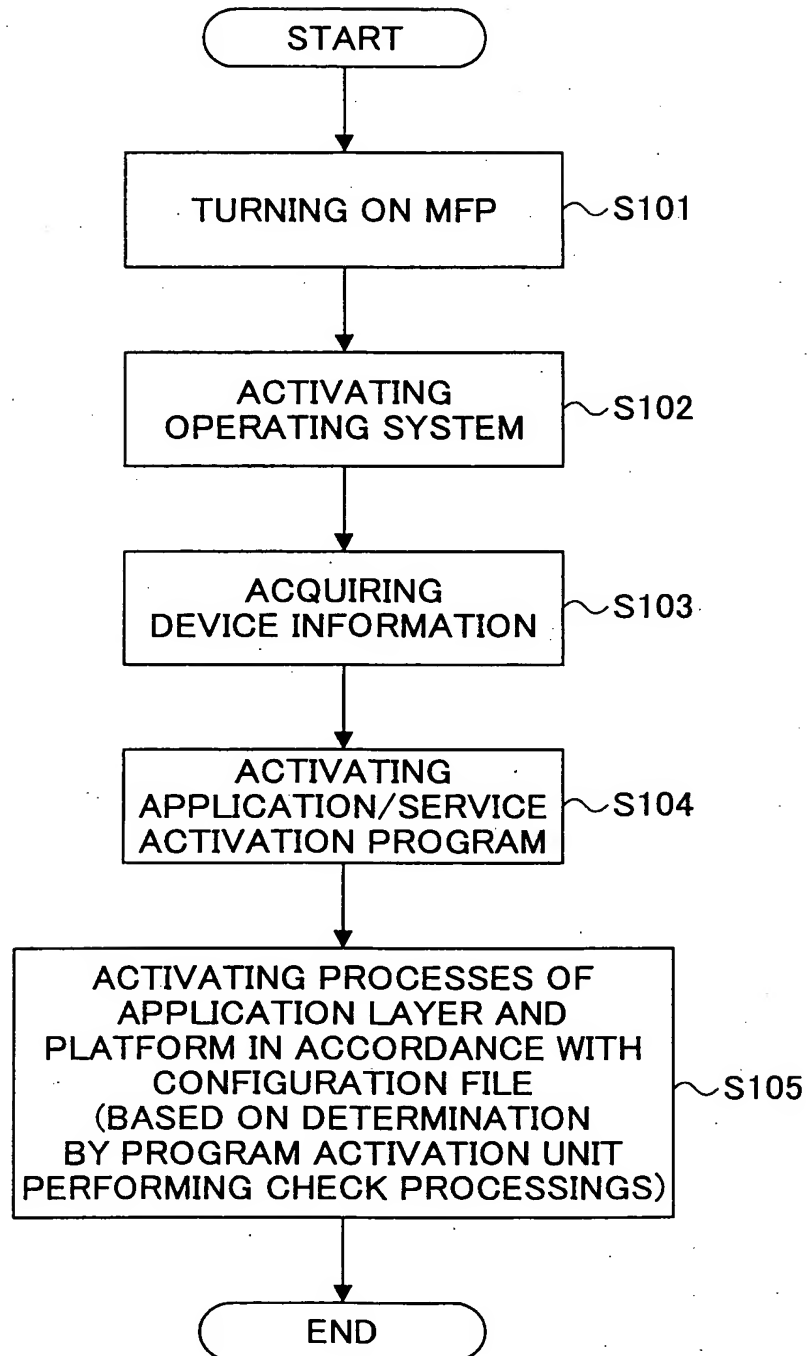 START
TURNING ON MFP
S101
ACTIVATING
OPERATING SYSTEM
S102
ACQUIRING
DEVICE INFORMATION
S103
ACTIVATING
APPLICATION/SERVICE
ACTIVATION PROGRAM
S104
ACTIVATING PROCESSES OF
APPLICATION LAYER AND
PLATFORM IN ACCORDANCE WITH
CONFIGURATION FILE
(BASED ON DETERMINATION
BY PROGRAM ACTIVATION UNIT
PERFORMING CHECK PROCESSINGS)
S105
END